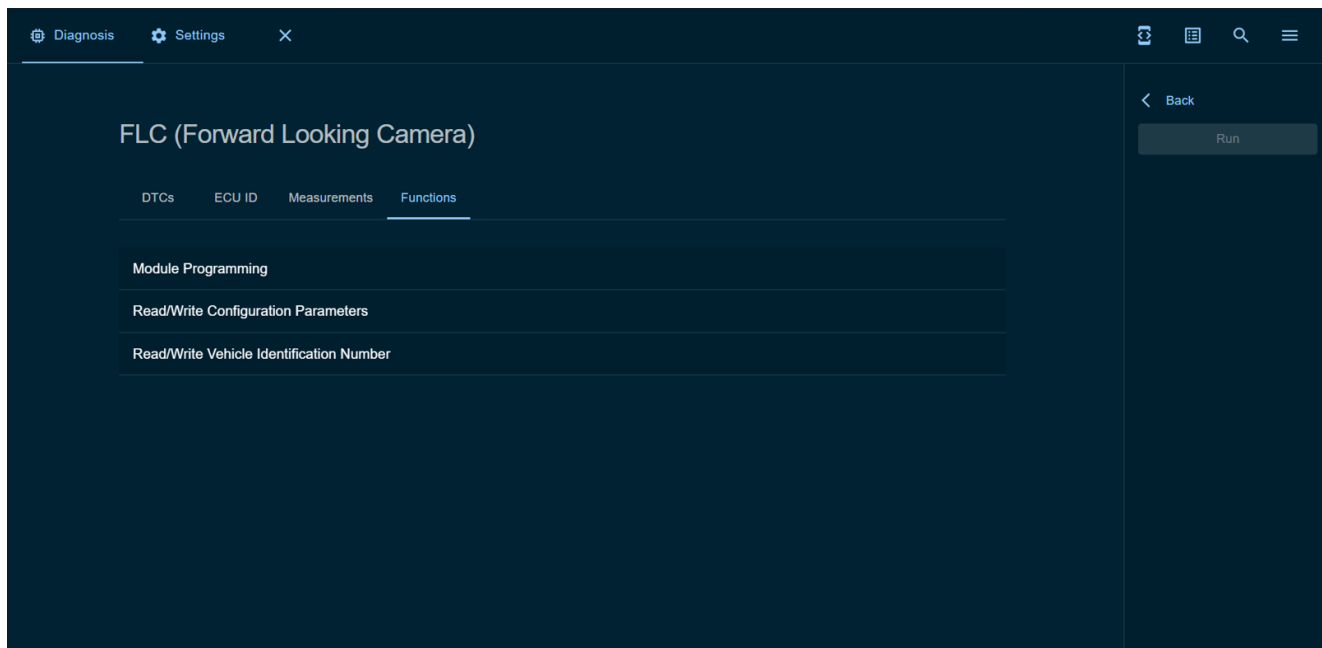 Diagnosis Settings
Back
Run
FLC (Forward Looking Camera)
DTCs ECU ID Measurements Functions
Module Programming
Read/Write Configuration Parameters
Read/Write Vehicle Identification Number